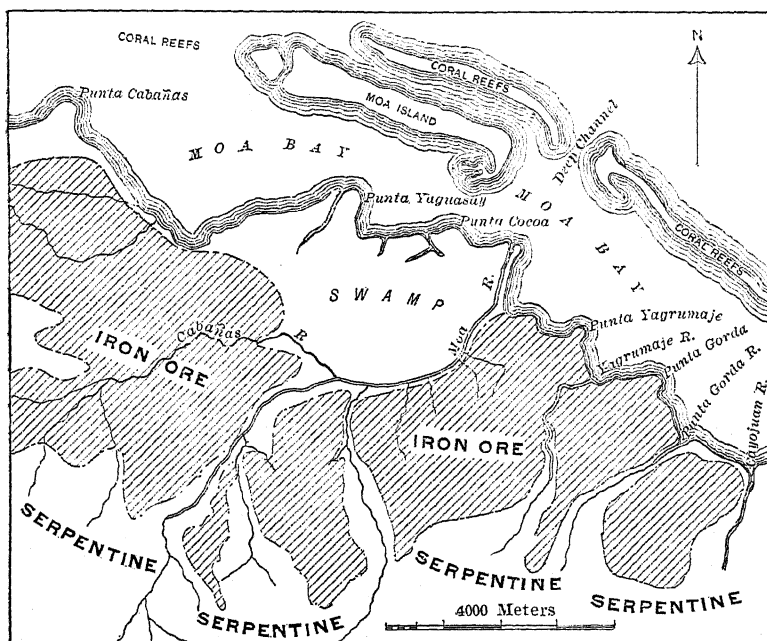 CORAL REEFS
N
Punta Cabañas
CORAL REEFS
MOA ISLAND
Deep Channel
MOA BAY
MOA BAY
Punta Yaguasay
Punta Cocoa
CORAL REEFS
SWAMP
Moa R.
Punta Yagrumaje
Yagrumaje R.
Punta Gorda
Punta Gorda R.
Cayojuan R.
Cabañas R
IRON ORE
IRON ORE
SERPENTINE
SERPENTINE
SERPENTINE
SERPENTINE
4000 Meters